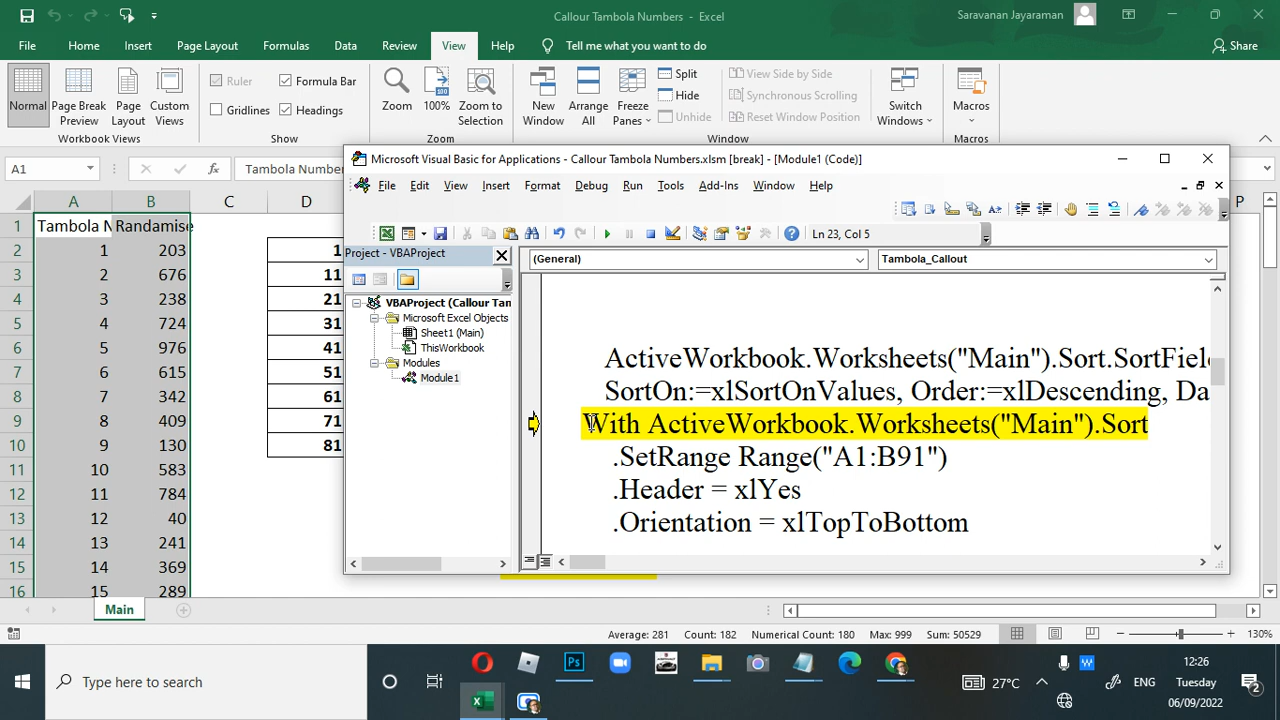 Callour Tambola Numbers - Excel
Saravanan Jayaraman
File Home Insert Page Layout Formulas Data Review View Help Tell me what you want to do Share
Normal
Page Break Preview
Page Layout
Custom Views
Workbook Views
Ruler
Gridlines
Formula Bar
Headings
Show
Zoom
100%
Zoom to Selection
Zoom
New Window
Arrange All
Freeze Panes
Split
Hide
Unhide
View Side by Side
Synchronous Scrolling
Reset Window Position
Switch Windows
Window
Macros
Macros
A1
fx
Tambola Number
Microsoft Visual Basic for Applications - Callour Tambola Numbers.xlsm [break] - [Module1 (Code)]
File Edit View Insert Format Debug Run Tools Add-Ins Window Help
Ln 23, Col 5
Project - VBAProject
VBAProject (Callour Tan
Microsoft Excel Objects
Sheet1 (Main)
ThisWorkbook
Modules
Module1
(General)
Tambola_Callout
ActiveWorkbook.Worksheets("Main").Sort.SortField
SortOn:=xlSortOnValues, Order:=xlDescending, Da
With ActiveWorkbook.Worksheets("Main").Sort
.SetRange Range("A1:B91")
.Header = xlYes
.Orientation = xlTopToBottom
A B C D P
1 Tambola N Randamise
2 1 203 1
3 2 676 11
4 3 238 21
5 4 724 31
6 5 976 41
7 6 615 51
8 7 342 61
9 8 409 71
10 9 130 81
11 10 583
12 11 784
13 12 40
14 13 241
15 14 369
16 15 289
Main
Average: 281 Count: 182 Numerical Count: 180 Max: 999 Sum: 50529 130%
Type here to search
27°C
ENG
12:26
Tuesday
06/09/2022
2